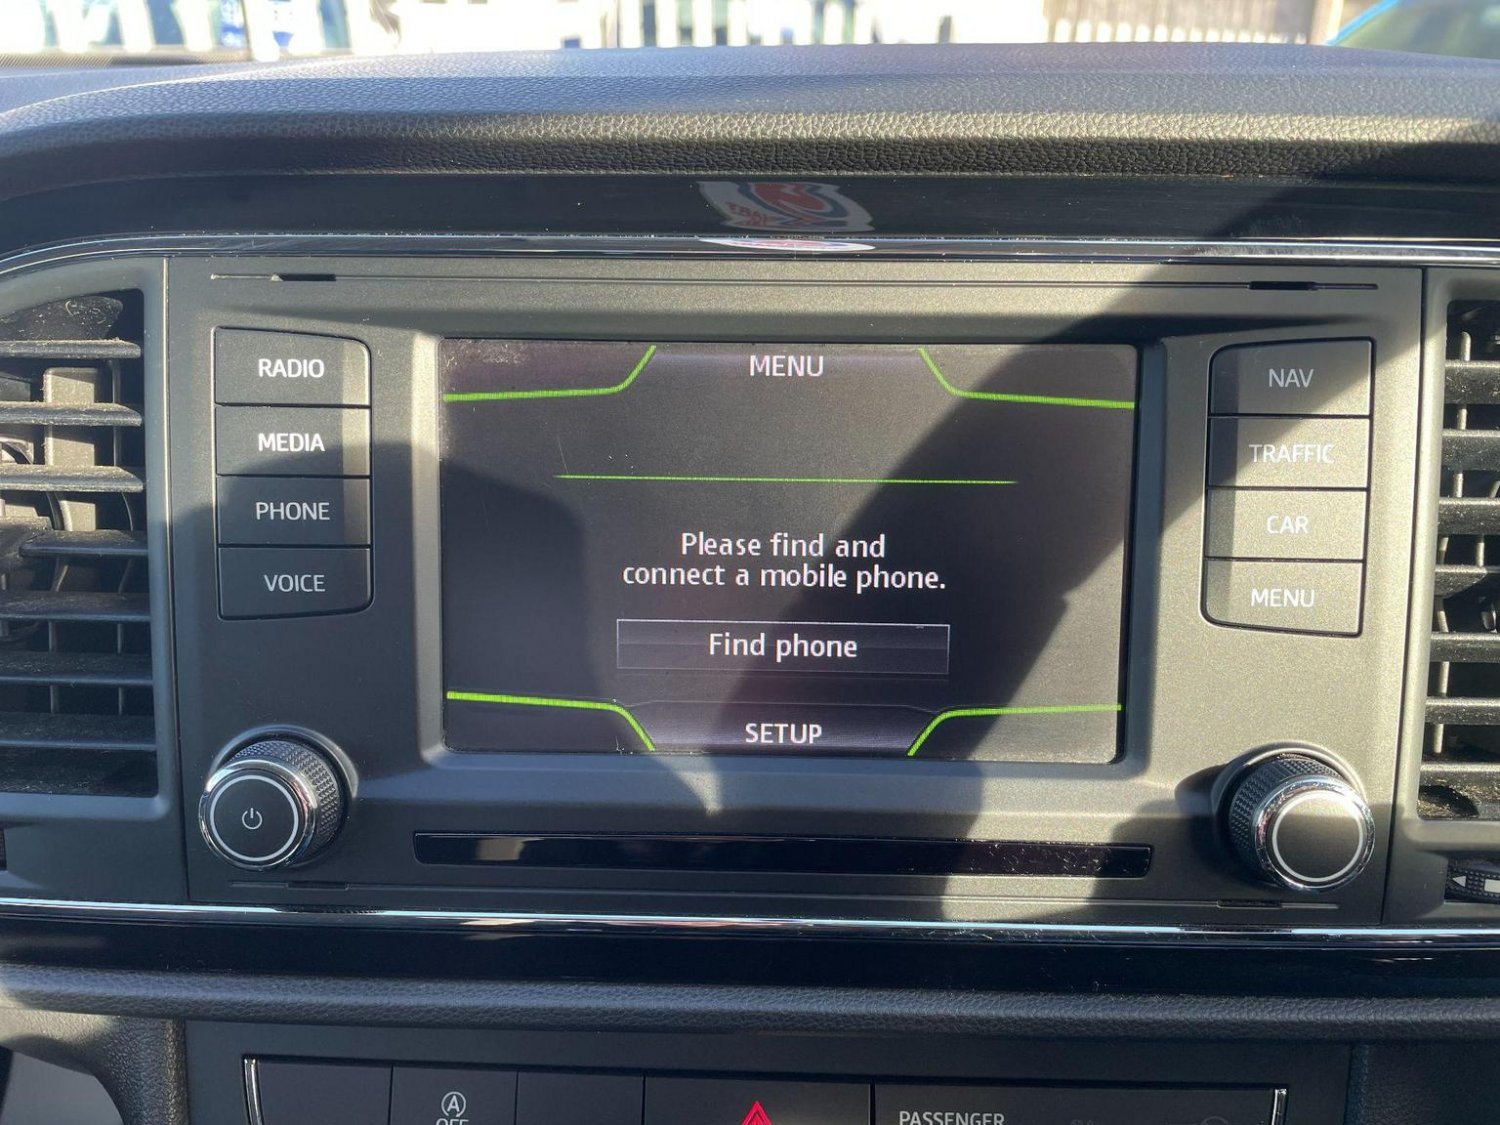 RADIO
MEDIA
PHONE
VOICE
MENU
Please find and
connect a mobile phone.
Find phone
SETUP
NAV
TRAFFIC
CAR
MENU
A
OFF
PASSENGER